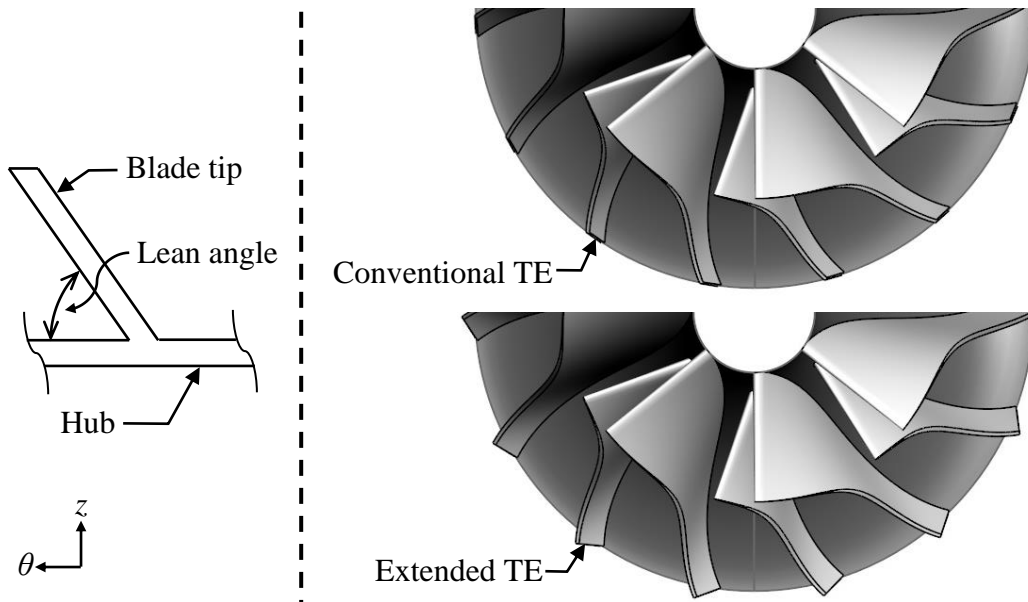 Blade tip
Lean angle
Hub
z
θ
Conventional TE
Extended TE